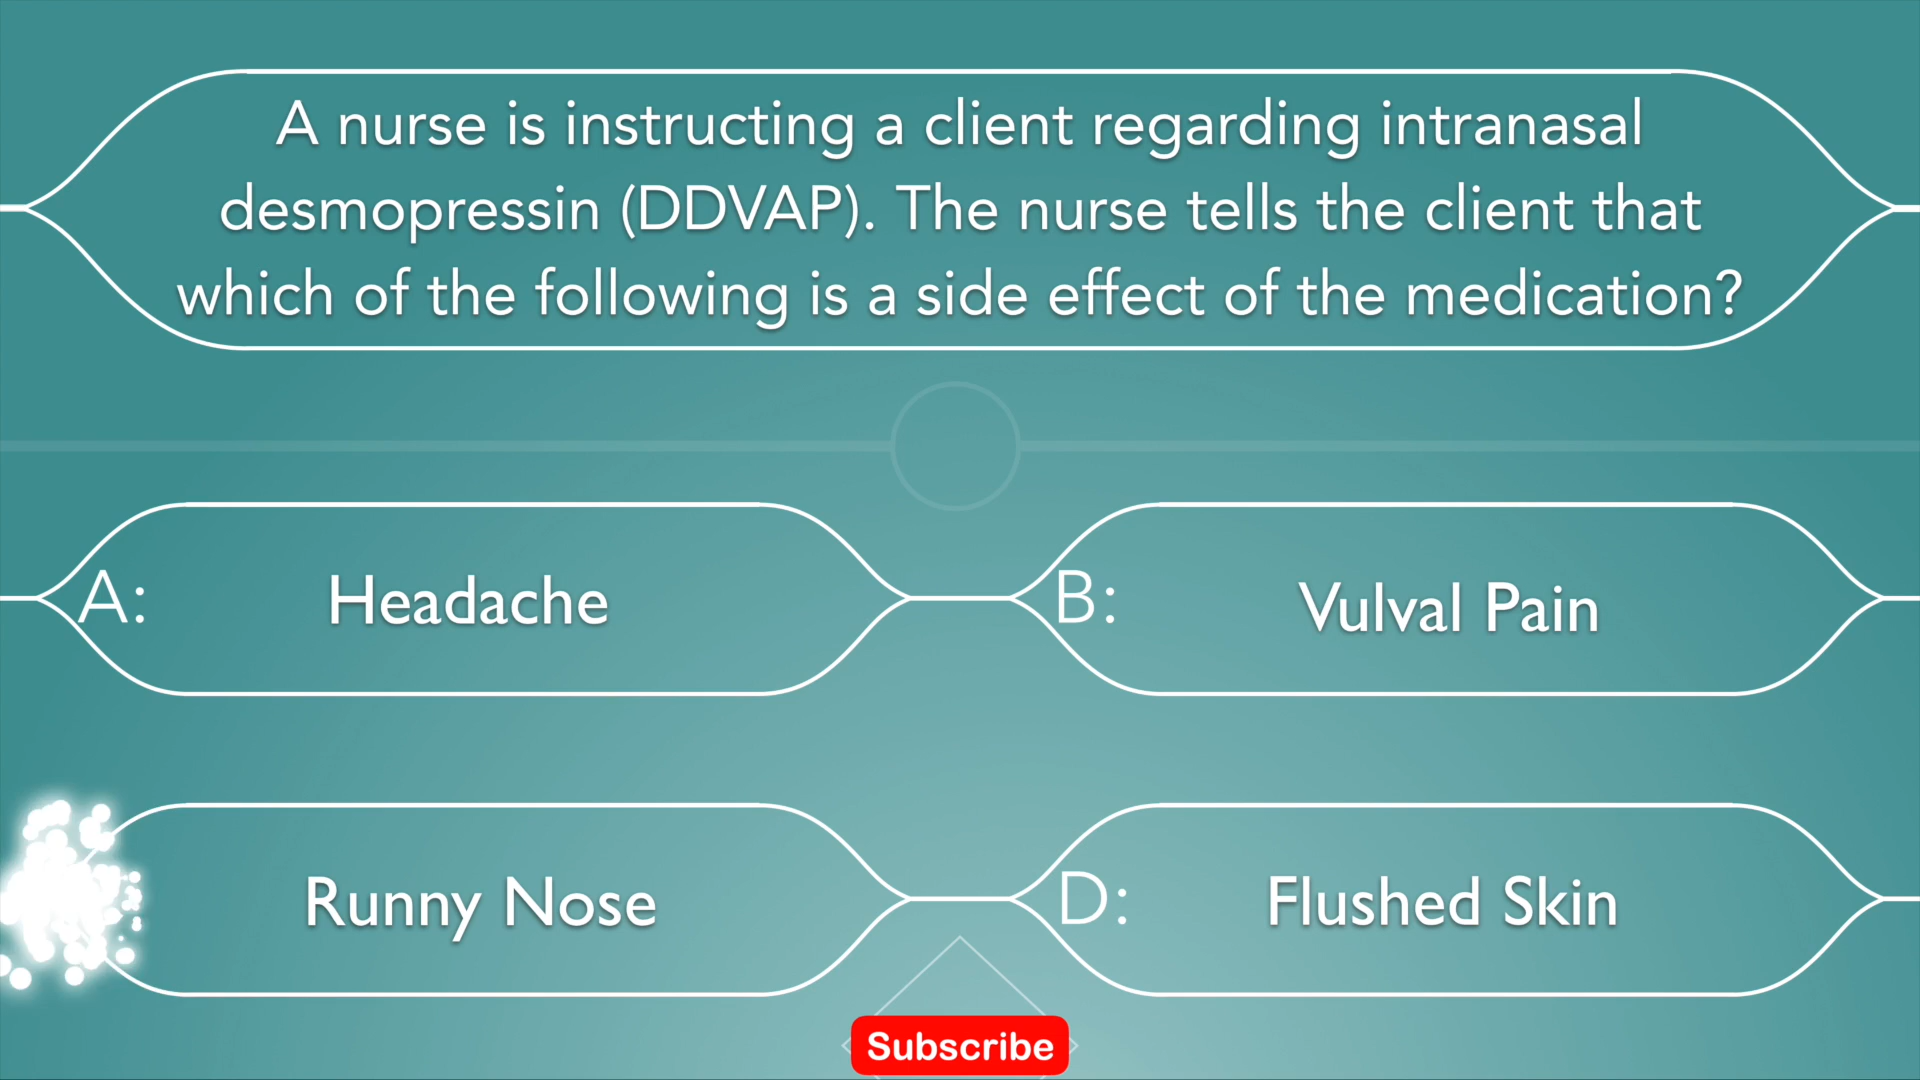 A nurse is instructing a client regarding intranasal
desmopressin (DDVAP). The nurse tells the client that
which of the following is a side effect of the medication?
A: Headache
B: Vulval Pain
Runny Nose
D: Flushed Skin
Subscribe